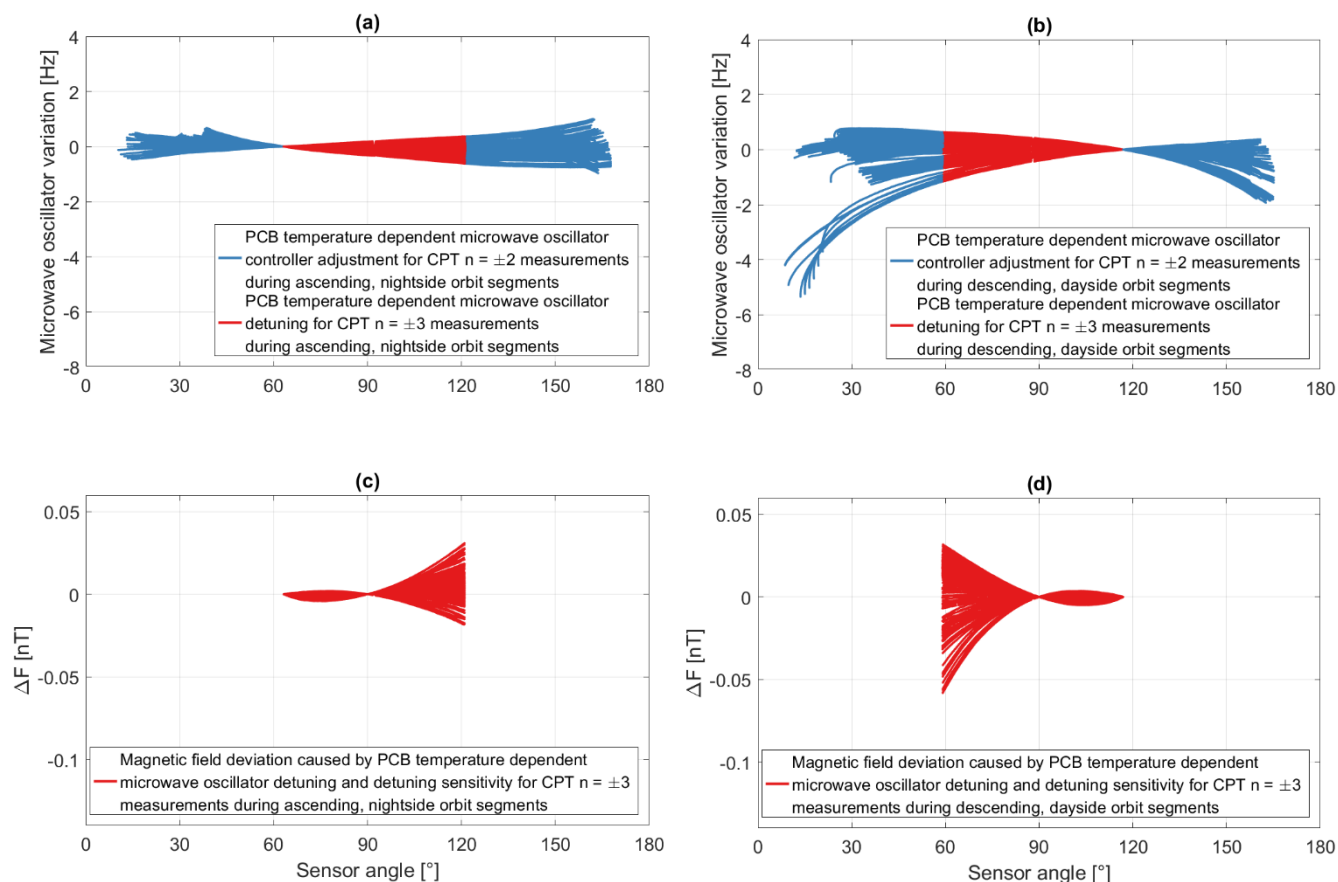 (a)
Microwave oscillator variation [Hz]
4
2
0
-2
-4
-6
-8
0 30 60 90 120 150 180
PCB temperature dependent microwave oscillator
controller adjustment for CPT n = ±2 measurements
during ascending, nightside orbit segments
PCB temperature dependent microwave oscillator
detuning for CPT n = ±3 measurements
during ascending, nightside orbit segments
(b)
Microwave oscillator variation [Hz]
4
2
0
-2
-4
-6
-8
0 30 60 90 120 150 180
PCB temperature dependent microwave oscillator
controller adjustment for CPT n = ±2 measurements
during descending, dayside orbit segments
PCB temperature dependent microwave oscillator
detuning for CPT n = ±3 measurements
during descending, dayside orbit segments
(c)
ΔF [nT]
0.05
0
-0.05
-0.1
Magnetic field deviation caused by PCB temperature dependent
microwave oscillator detuning and detuning sensitivity for CPT n = ±3
measurements during ascending, nightside orbit segments
0 30 60 90 120 150 180
Sensor angle [°]
(d)
ΔF [nT]
0.05
0
-0.05
-0.1
Magnetic field deviation caused by PCB temperature dependent
microwave oscillator detuning and detuning sensitivity for CPT n = ±3
measurements during descending, dayside orbit segments
0 30 60 90 120 150 180
Sensor angle [°]